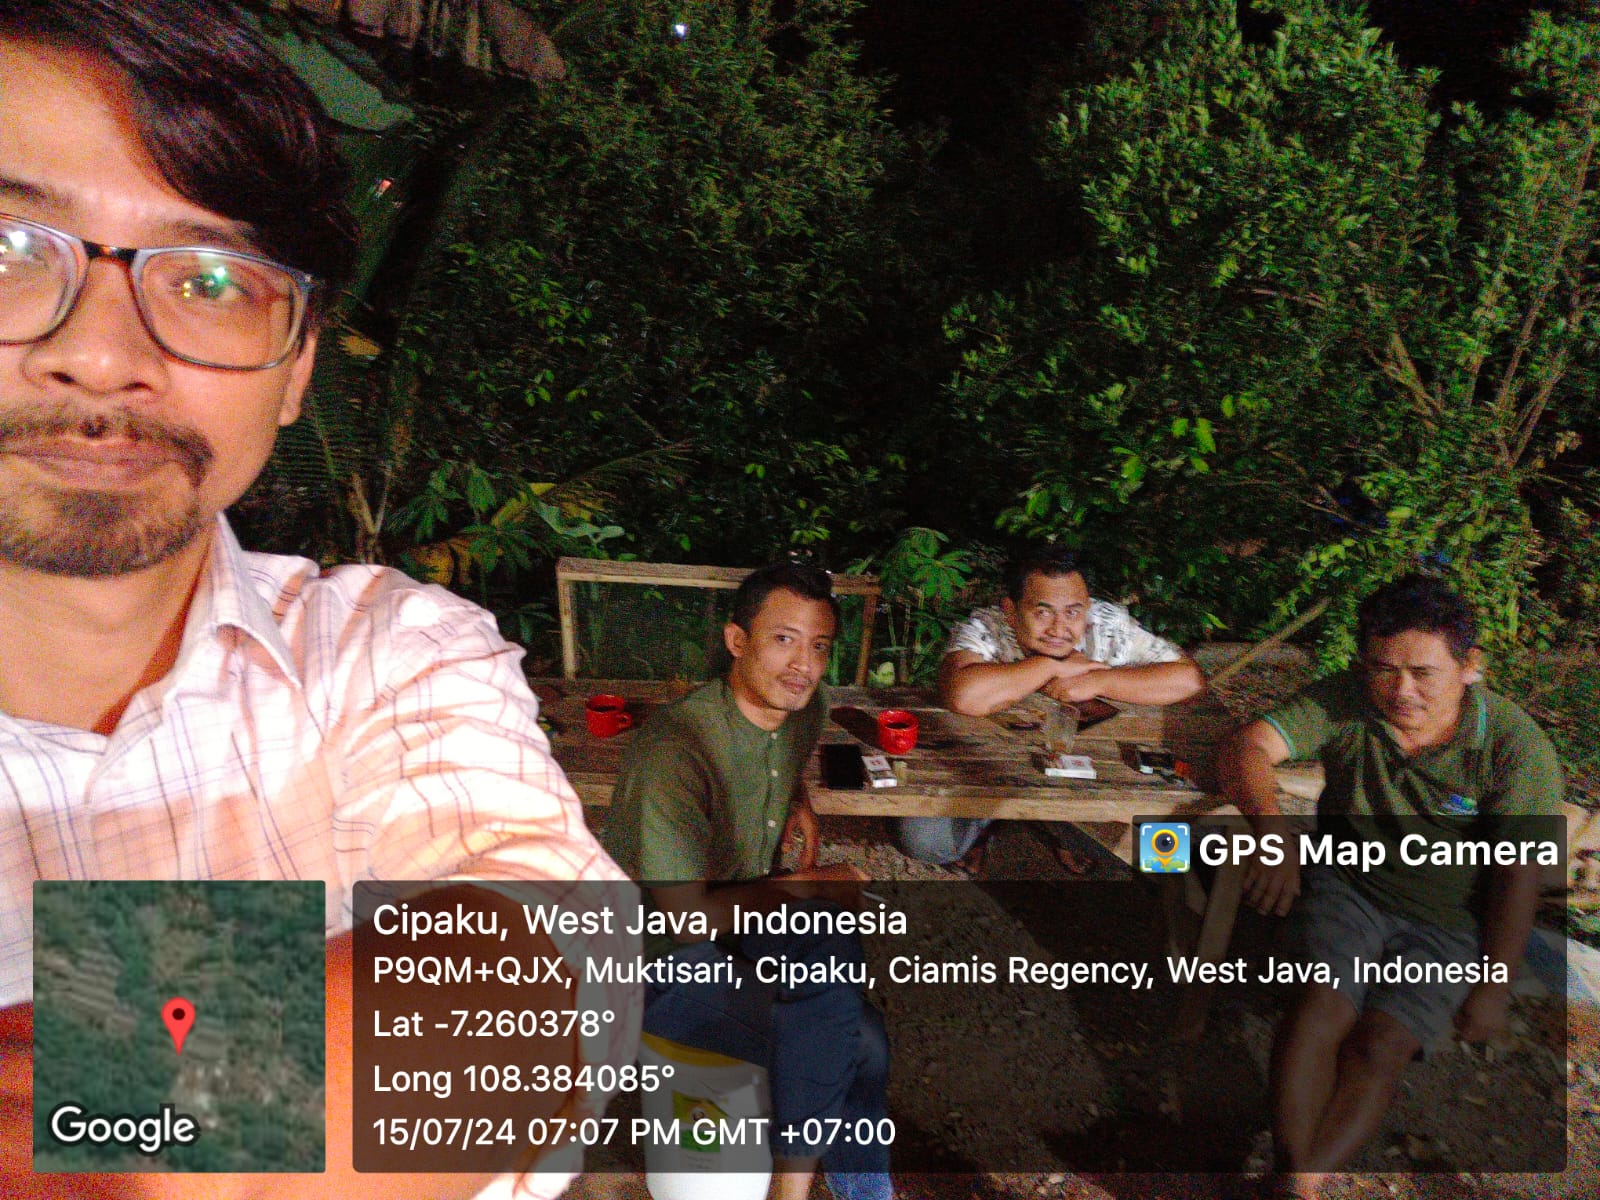 GPS Map Camera
Cipaku, West Java, Indonesia
P9QM+QJX, Muktisari, Cipaku, Ciamis Regency, West Java, Indonesia
Lat -7.260378°
Long 108.384085°
15/07/24 07:07 PM GMT +07:00
Google